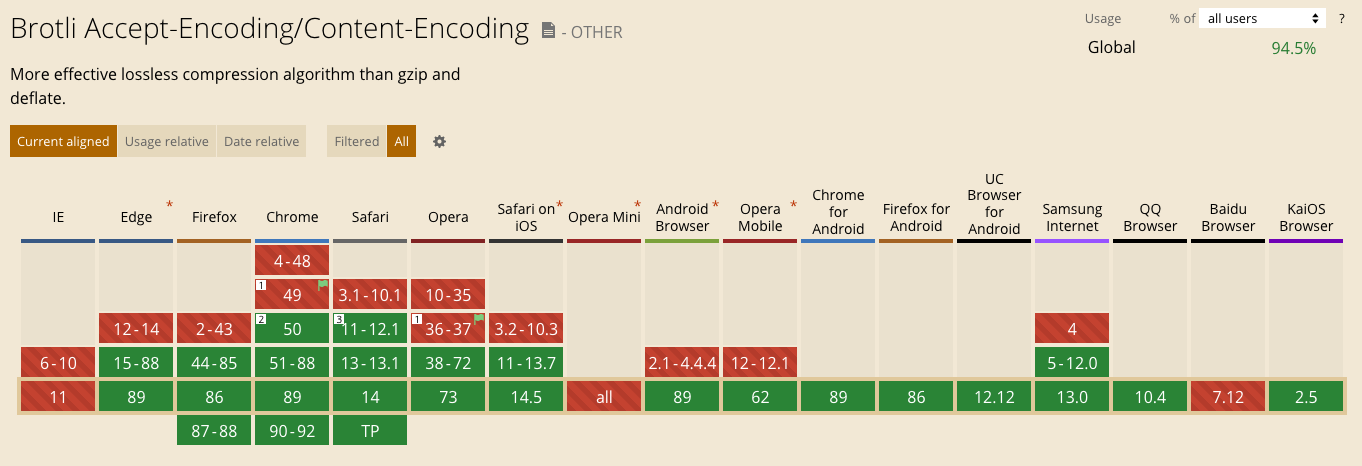 Brotli Accept-Encoding/Content-Encoding - OTHER
Usage % of all users ?
Global 94.5%
More effective lossless compression algorithm than gzip and
deflate.
Current aligned Usage relative Date relative Filtered All
IE Edge * Firefox Chrome Safari Opera Safari on iOS * Opera Mini * Android Browser * Opera Mobile * Chrome for Android Firefox for Android UC Browser for Android Samsung Internet QQ Browser Baidu Browser KaiOS Browser
4-48
1 49 3.1-10.1 10-35
12-14 2-43 2 50 3 11-12.1 1 36-37 3.2-10.3 4
6-10 15-88 44-85 51-88 13-13.1 38-72 11-13.7 2.1-4.4.4 12-12.1 5-12.0
11 89 86 89 14 73 14.5 all 89 62 89 86 12.12 13.0 10.4 7.12 2.5
87-88 90-92 TP